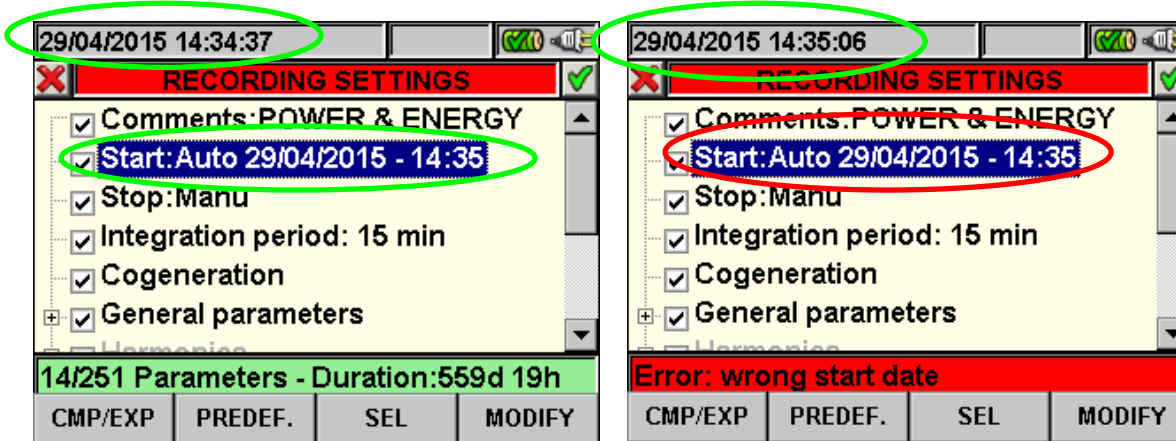 29/04/2015 14:34:37
RECORDING SETTINGS
Comments:POWER & ENERGY
Start:Auto 29/04/2015 - 14:35
Stop:Manu
Integration period: 15 min
Cogeneration
General parameters
Harmonics
14/251 Parameters - Duration:559d 19h
CMP/EXP PREDEF. SEL MODIFY
29/04/2015 14:35:06
RECORDING SETTINGS
Comments:POWER & ENERGY
Start:Auto 29/04/2015 - 14:35
Stop:Manu
Integration period: 15 min
Cogeneration
General parameters
Harmonics
Error: wrong start date
CMP/EXP PREDEF. SEL MODIFY